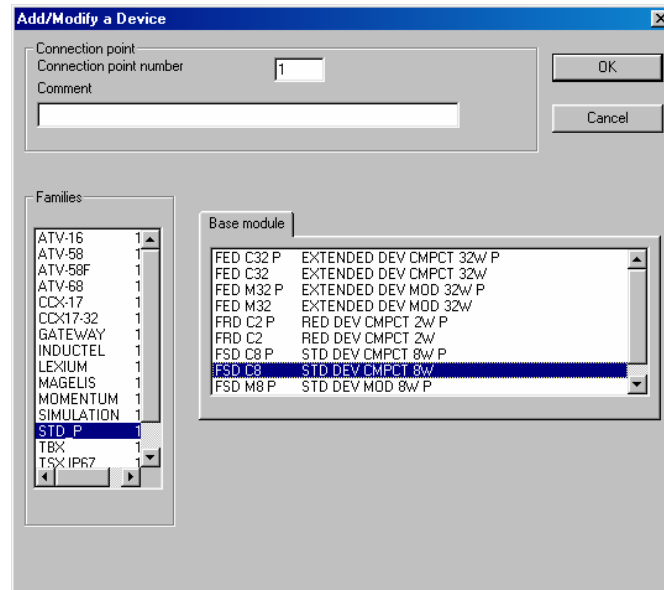 Add/Modify a Device
Connection point
Connection point number 1
Comment
OK
Cancel
Families
ATV-16 1
ATV-58 1
ATV-58F 1
ATV-68 1
CCX-17 1
CCX17-32 1
GATEWAY 1
INDUCTEL 1
LEXIUM 1
MAGELIS 1
MOMENTUM 1
SIMULATION 1
STD_P 1
TBX 1
TSX IP67 1
Base module
FED C32 P EXTENDED DEV CMPCT 32W P
FED C32 EXTENDED DEV CMPCT 32W
FED M32 P EXTENDED DEV MOD 32W P
FED M32 EXTENDED DEV MOD 32W
FRD C2 P RED DEV CMPCT 2W P
FRD C2 RED DEV CMPCT 2W
FSD C8 P STD DEV CMPCT 8W P
FSD C8 STD DEV CMPCT 8W
FSD M8 P STD DEV MOD 8W P